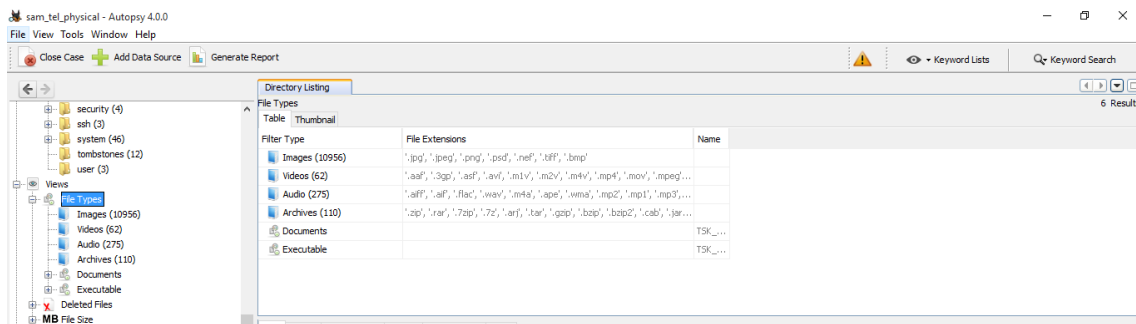 sam_tel_physical - Autopsy 4.0.0
File View Tools Window Help
Close Case Add Data Source Generate Report Keyword Lists Keyword Search
Directory Listing
File Types 6 Result
Table Thumbnail
Filter Type File Extensions Name
Images (10956) '.jpg', '.jpeg', '.png', '.psd', '.nef', '.tiff', '.bmp'
Videos (62) '.aaf', '.3gp', '.asf', '.avi', '.m1v', '.m2v', '.m4v', '.mp4', '.mov', '.mpeg'...
Audio (275) '.aiff', '.aif', '.flac', '.wav', '.m4a', '.ape', '.wma', '.mp2', '.mp1', '.mp3',...
Archives (110) '.zip', '.rar', '.7zip', '.7z', '.arj', '.tar', '.gzip', '.bzip', '.bzip2', '.cab', '.jar...
Documents TSK_...
Executable TSK_...
security (4)
ssh (3)
system (46)
tombstones (12)
user (3)
Views
File Types
Images (10956)
Videos (62)
Audio (275)
Archives (110)
Documents
Executable
Deleted Files
MB File Size